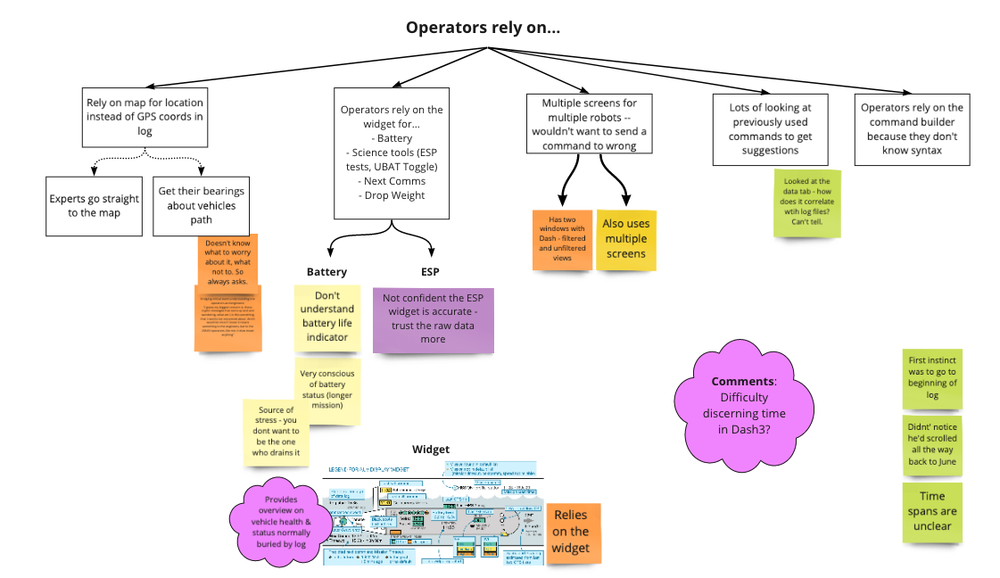 Operators rely on...
Rely on map for location
instead of GPS coords in
log
Experts go straight
to the map
Get their bearings
about vehicles
path
Doesn't know
what to worry
about it, what
not to. So
always asks.
Operators rely on the
widget for...
- Battery
- Science tools (ESP
tests, UBAT Toggle)
- Next Comms
- Drop Weight
Battery
ESP
Don't
understand
battery life
indicator
Not confident the ESP
widget is accurate -
trust the raw data
more
Very conscious
of battery
status (longer
mission)
Source of
stress - you
dont want to
be the one
who drains it
Multiple screens for
multiple robots --
wouldn't want to send a
command to wrong
Has two
windows with
Dash - filtered
and unfiltered
views
Also uses
multiple
screens
Lots of looking at
previously used
commands to get
suggestions
Looked at the
data tab - how
does it correlate
wtih log files?
Can't tell.
Operators rely on the
command builder
because they don't
know syntax
Comments:
Difficulty
discerning time
in Dash3?
First instinct
was to go to
beginning of
log
Didnt' notice
he'd scrolled
all the way
back to June
Time
spans are
unclear
Widget
LEGEND FOR AUV DISPLAY WIDGET
Provides
overview on
vehicle health &
status normally
buried by log
Relies
on the
widget